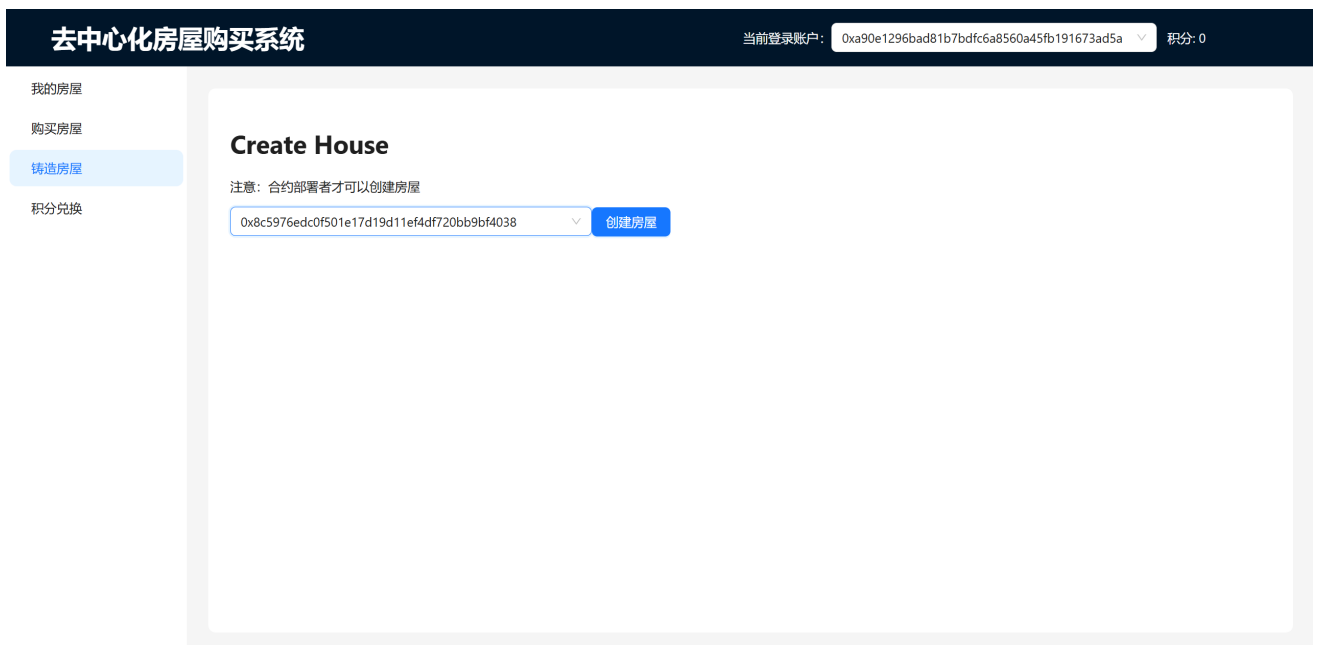 去中心化房屋购买系统
当前登录账户: 0xa90e1296bad81b7bdfc6a8560a45fb191673ad5a 积分: 0
我的房屋
购买房屋
铸造房屋
积分兑换
Create House
注意：合约部署者才可以创建房屋
0x8c5976edc0f501e17d19d11ef4df720bb9bf4038 创建房屋